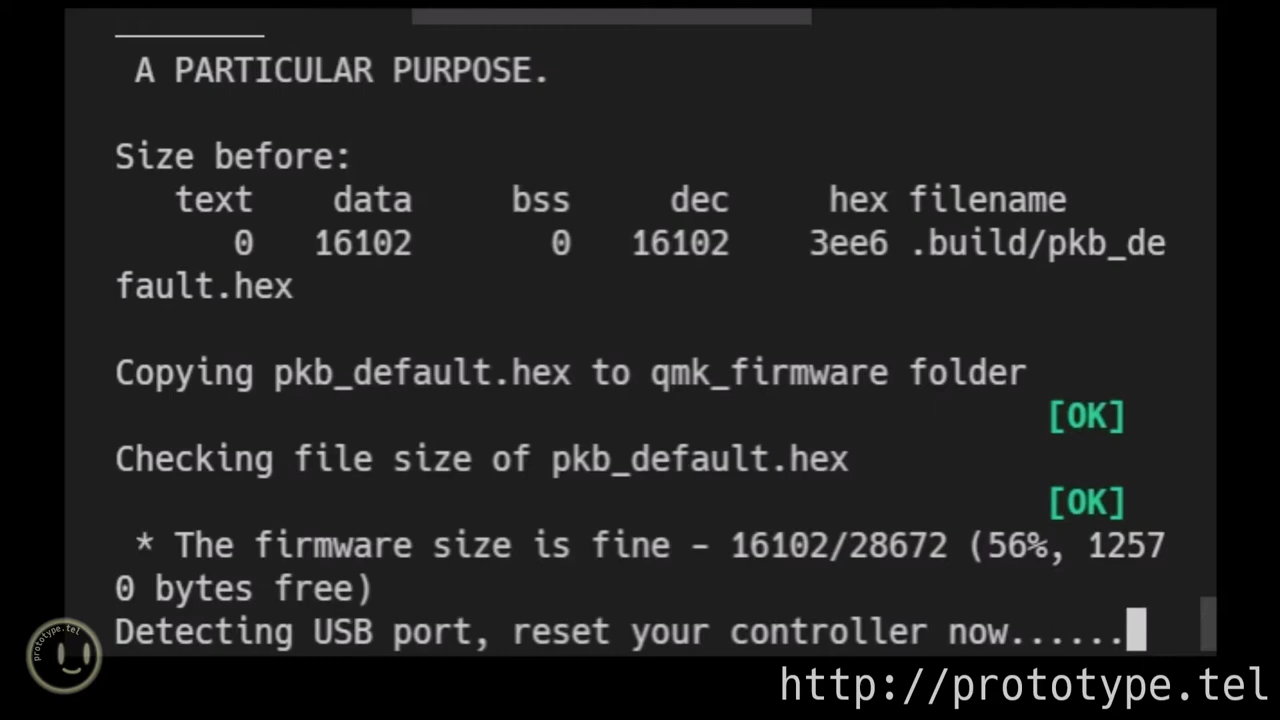 A PARTICULAR PURPOSE.
Size before:
text data bss dec hex filename
0 16102 0 16102 3ee6 .build/pkb_de
fault.hex
Copying pkb_default.hex to qmk_firmware folder
[OK]
Checking file size of pkb_default.hex
[OK]
* The firmware size is fine - 16102/28672 (56%, 1257
0 bytes free)
Detecting USB port, reset your controller now......
prototype.tel
http://prototype.tel